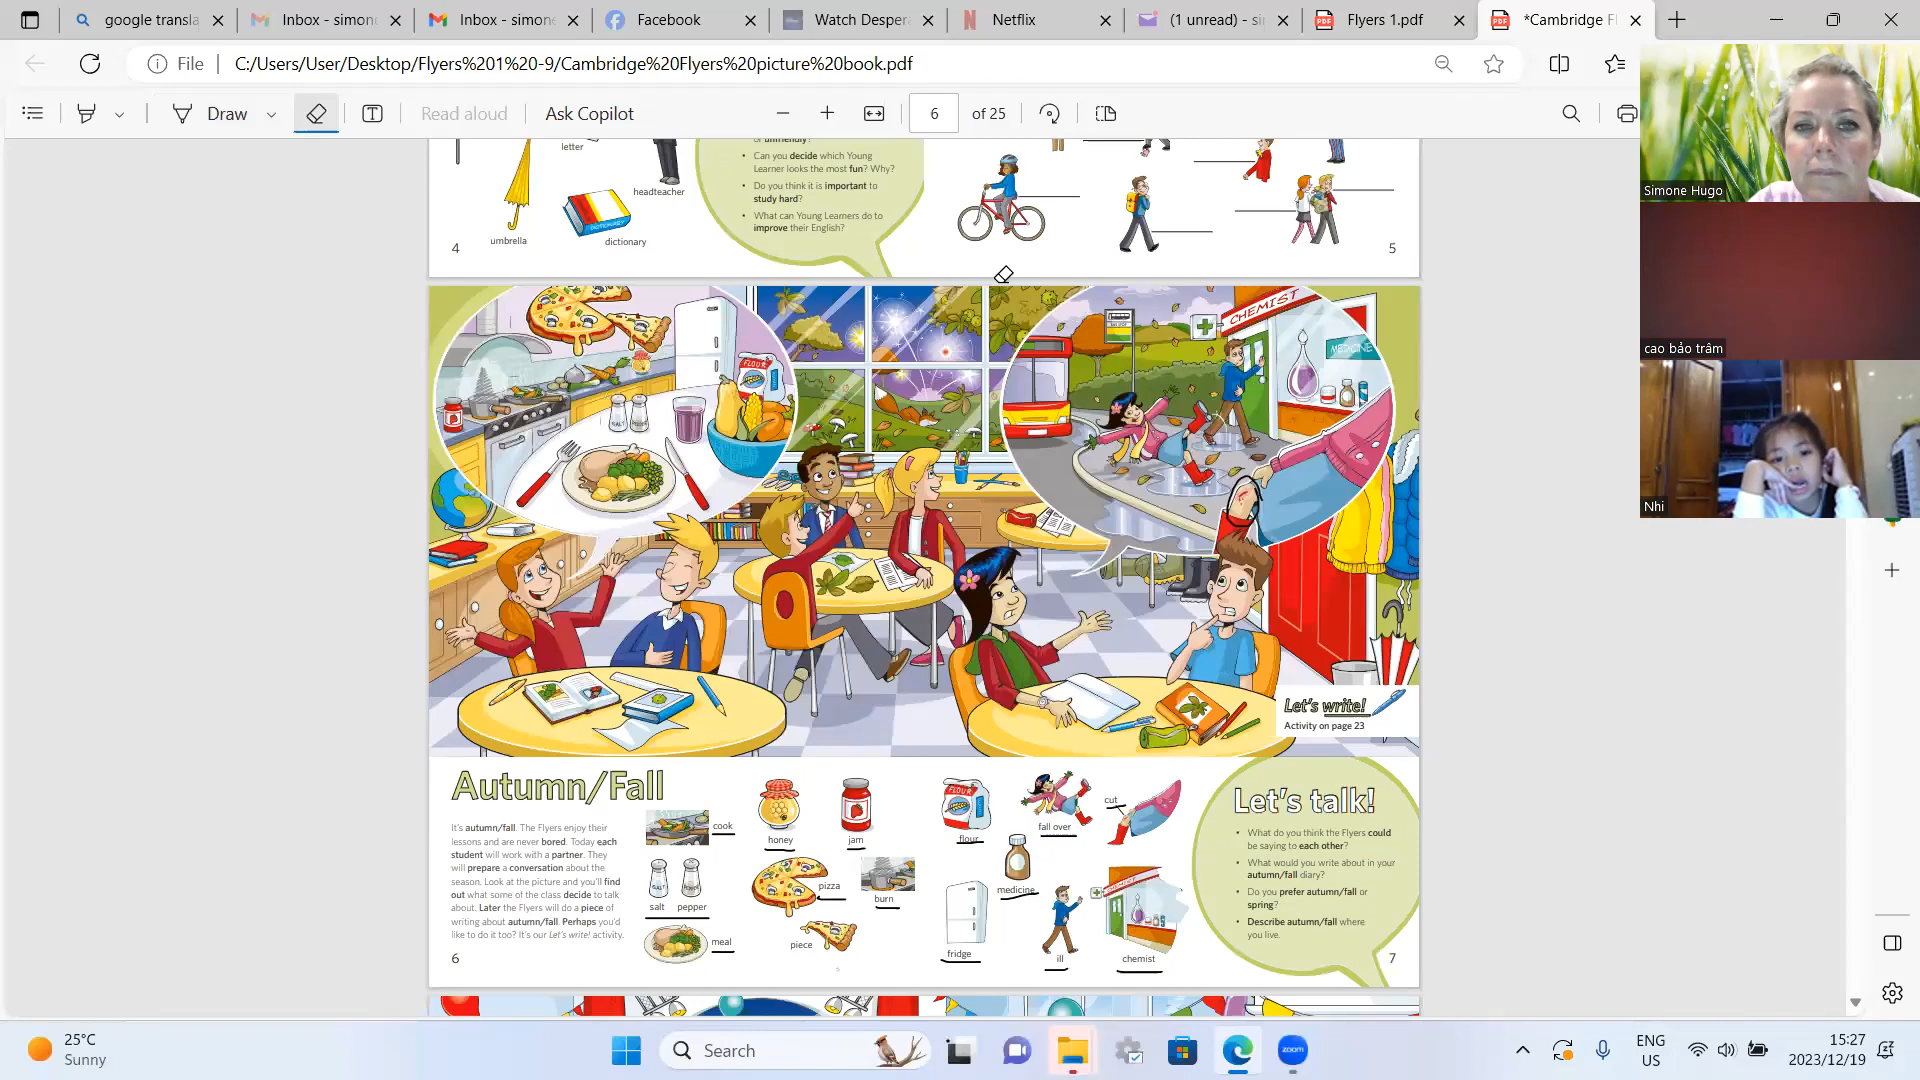 google transla
Inbox - simon
Inbox - simon
Facebook
Watch Desper
Netflix
(1 unread) - si
Flyers 1.pdf
*Cambridge Fl
File
C:/Users/User/Desktop/Flyers%201%20-9/Cambridge%20Flyers%20picture%20book.pdf
Draw
Read aloud
Ask Copilot
6
of 25
letter
headteacher
umbrella
dictionary
4
or unfriendly?
• Can you decide which Young
Learner looks the most fun? Why?
• Do you think it is important to
study hard?
• What can Young Learners do to
improve their English?
5
Simone Hugo
cao bảo trâm
Nhi
FLOUR
SALT
CHEMIST
MEDICINE
BUS STOP
Let's write!
Activity on page 23
Autumn/Fall
It's autumn/fall. The Flyers enjoy their
lessons and are never bored. Today each
student will work with a partner. They
will prepare a conversation about the
season. Look at the picture and you'll find
out what some of the class decide to talk
about. Later the Flyers will do a piece of
writing about autumn/fall. Perhaps you'd
like to do it too? It's our Let's write! activity.
6
cook
honey
jam
salt
pepper
pizza
burn
meal
piece
flour
fall over
cut
medicine
fridge
ill
chemist
Let's talk!
• What do you think the Flyers could
be saying to each other?
• What would you write about in your
autumn/fall diary?
• Do you prefer autumn/fall or
spring?
• Describe autumn/fall where
you live.
7
25°C
Sunny
Search
zoom
ENG
US
15:27
2023/12/19